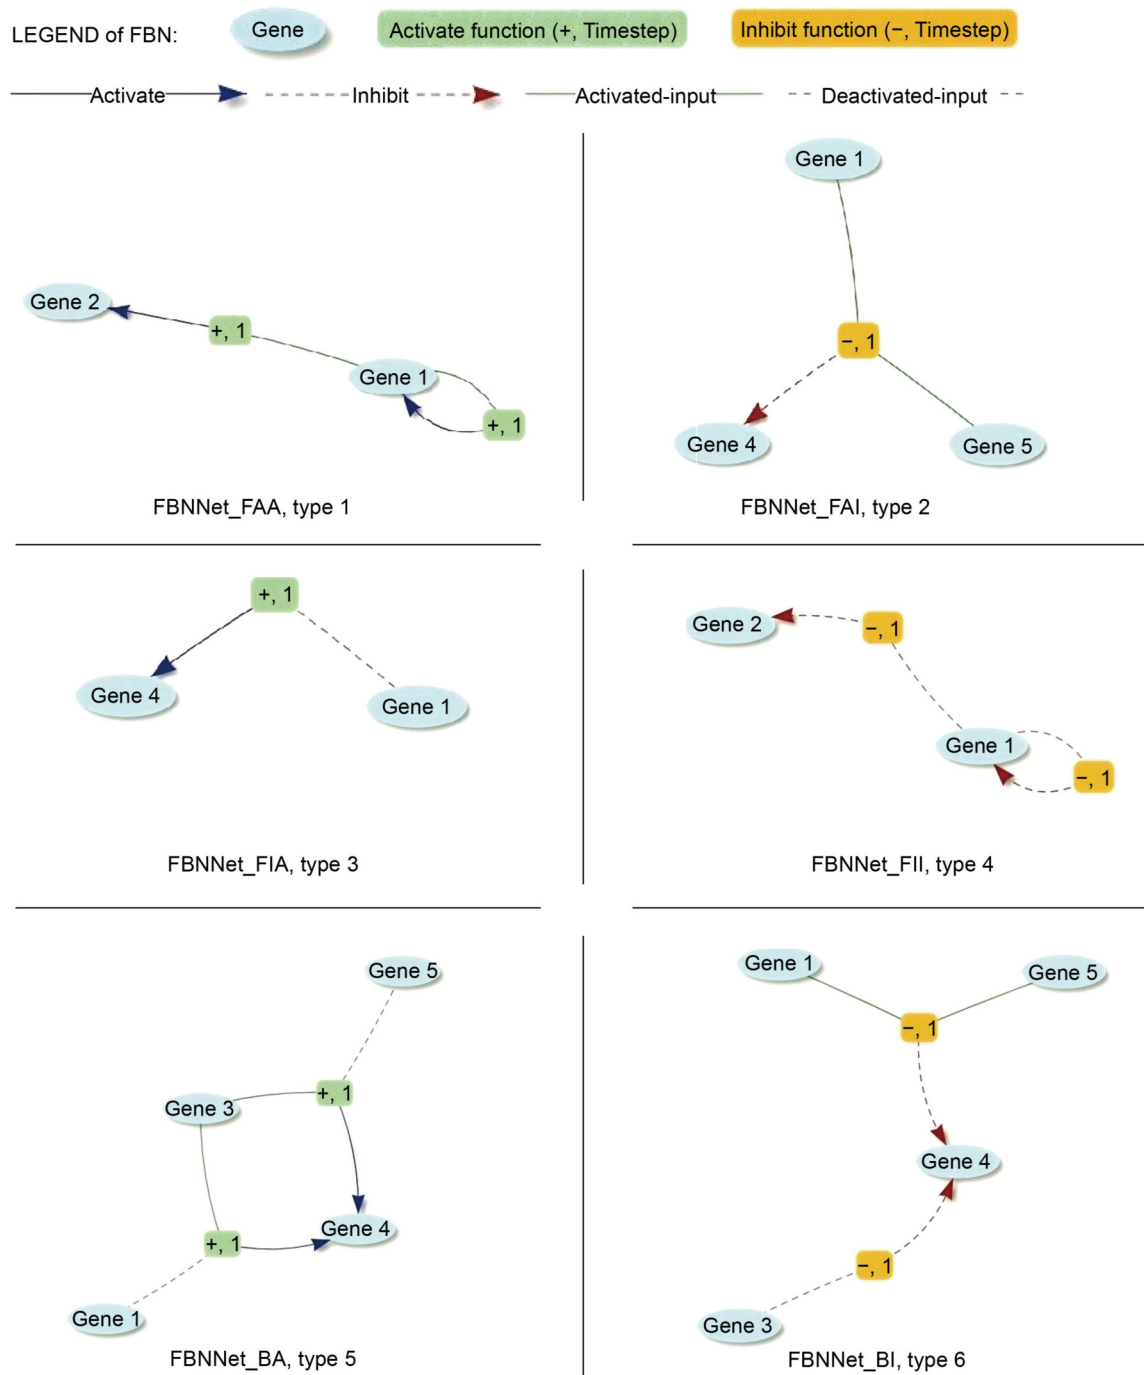 LEGEND of FBN:
Gene
Activate function (+, Timestep)
Inhibit function (−, Timestep)
Activate
Inhibit
Activated-input
Deactivated-input
Gene 2
+, 1
Gene 1
+, 1
FBNNet_FAA, type 1
Gene 1
−, 1
Gene 4
Gene 5
FBNNet_FAI, type 2
+, 1
Gene 4
Gene 1
FBNNet_FIA, type 3
Gene 2
−, 1
Gene 1
−, 1
FBNNet_FII, type 4
Gene 5
+, 1
Gene 3
Gene 4
+, 1
Gene 1
FBNNet_BA, type 5
Gene 1
Gene 5
−, 1
Gene 4
−, 1
Gene 3
FBNNet_BI, type 6